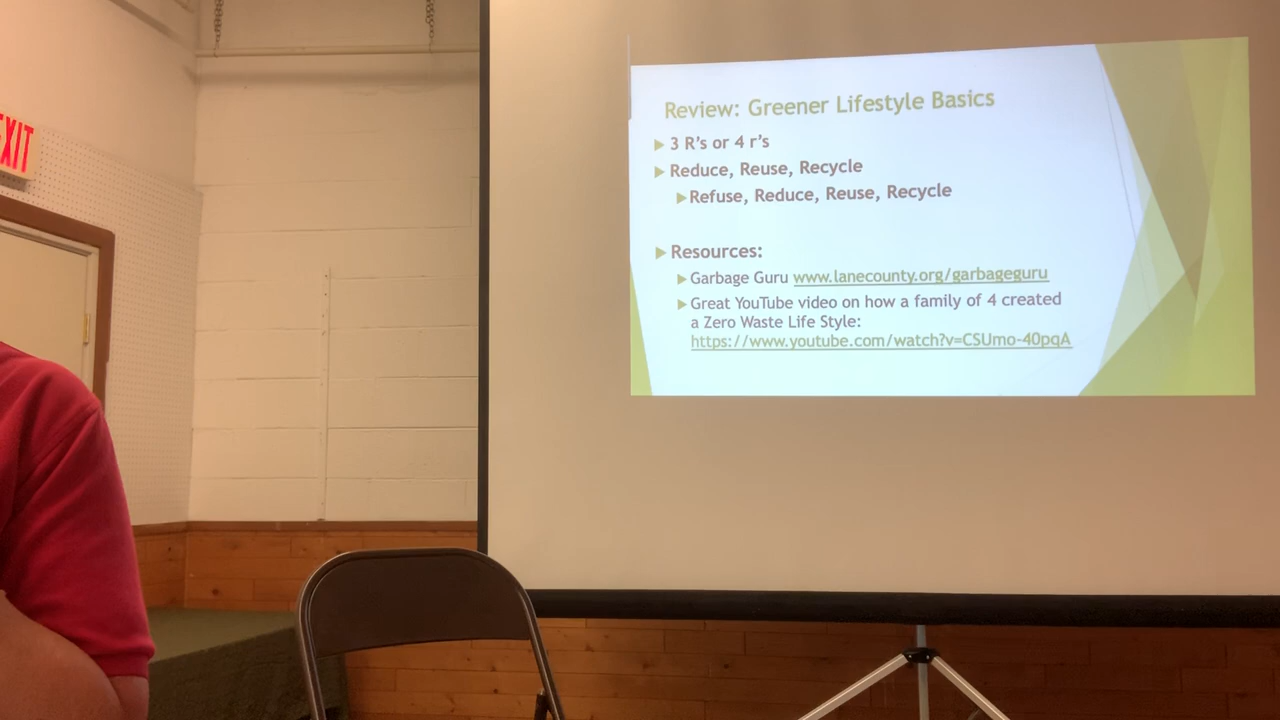 EXIT
Review: Greener Lifestyle Basics
3 R's or 4 r's
Reduce, Reuse, Recycle
Refuse, Reduce, Reuse, Recycle
Resources:
Garbage Guru www.lanecounty.org/garbageguru
Great YouTube video on how a family of 4 created
a Zero Waste Life Style:
https://www.youtube.com/watch?v=CSUmo-40pqA